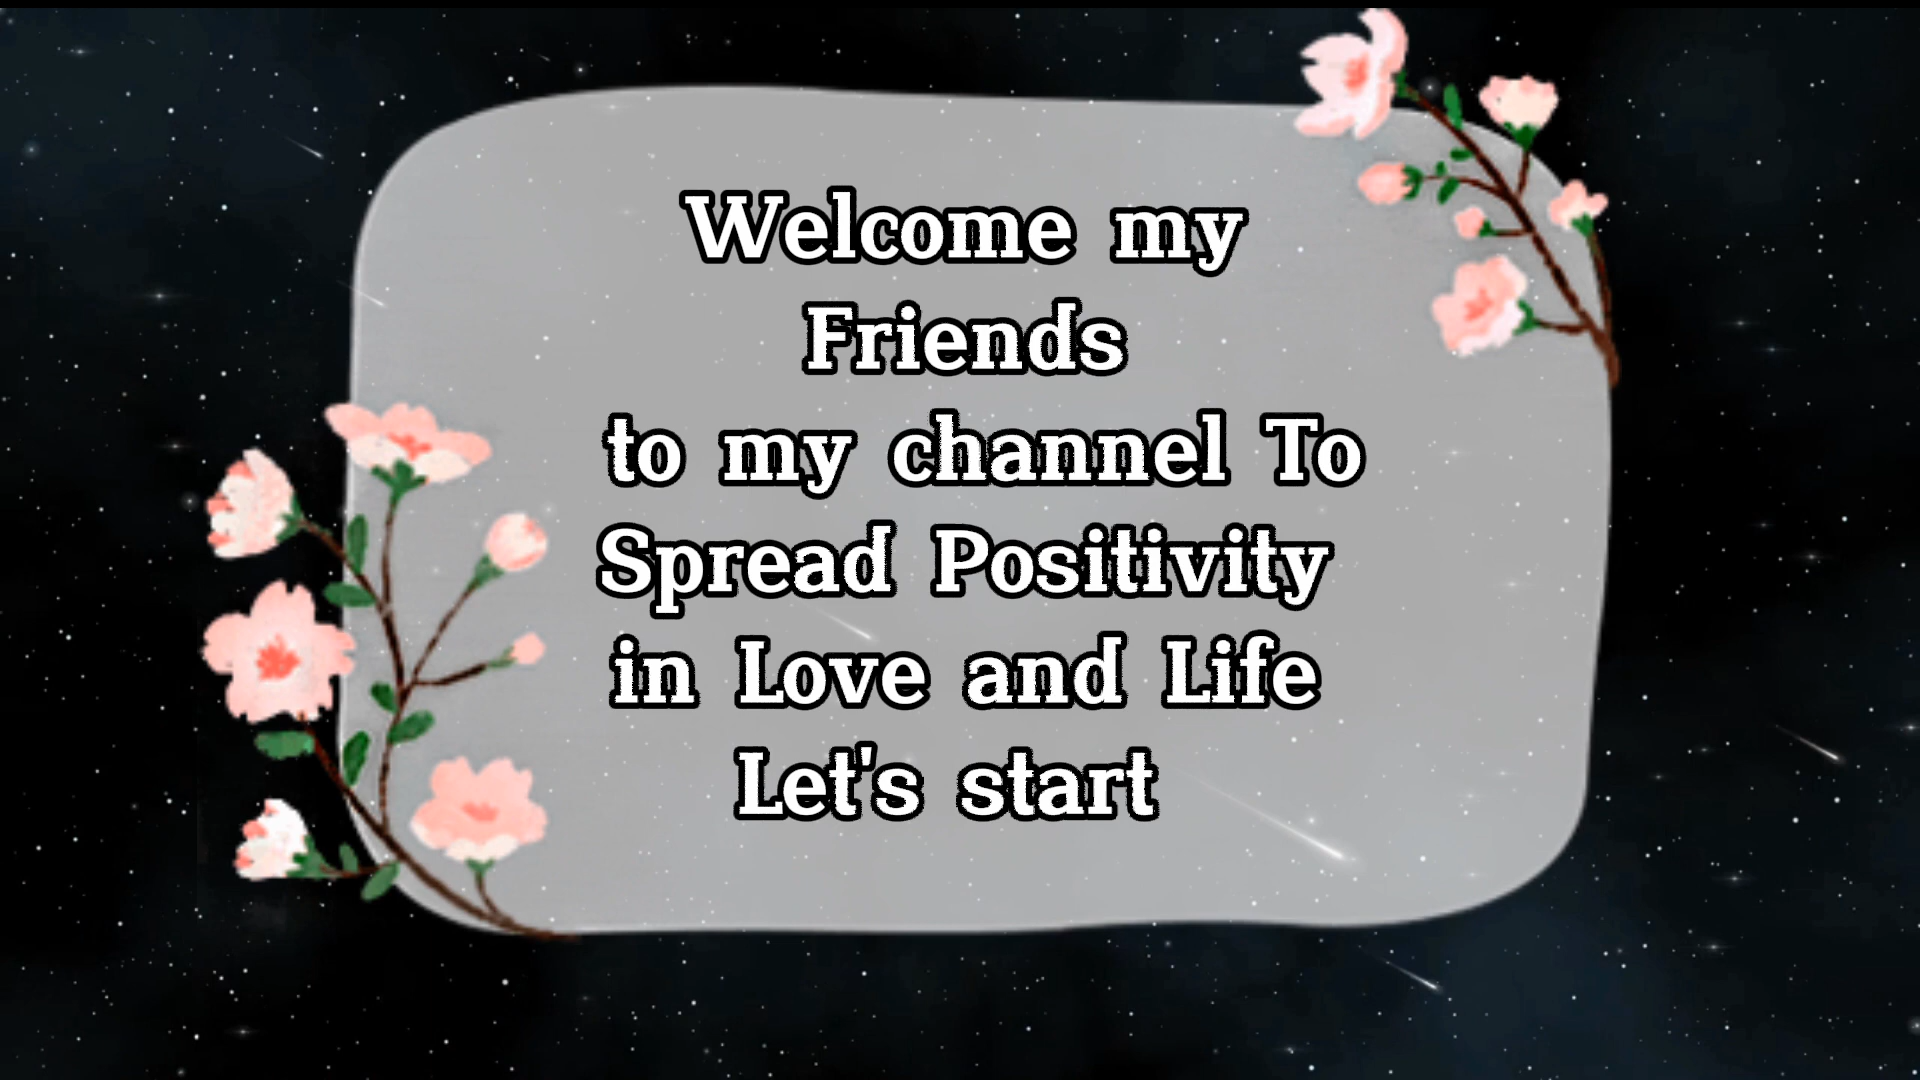 Welcome my
Friends
to my channel To
Spread Positivity
in Love and Life
Let's start